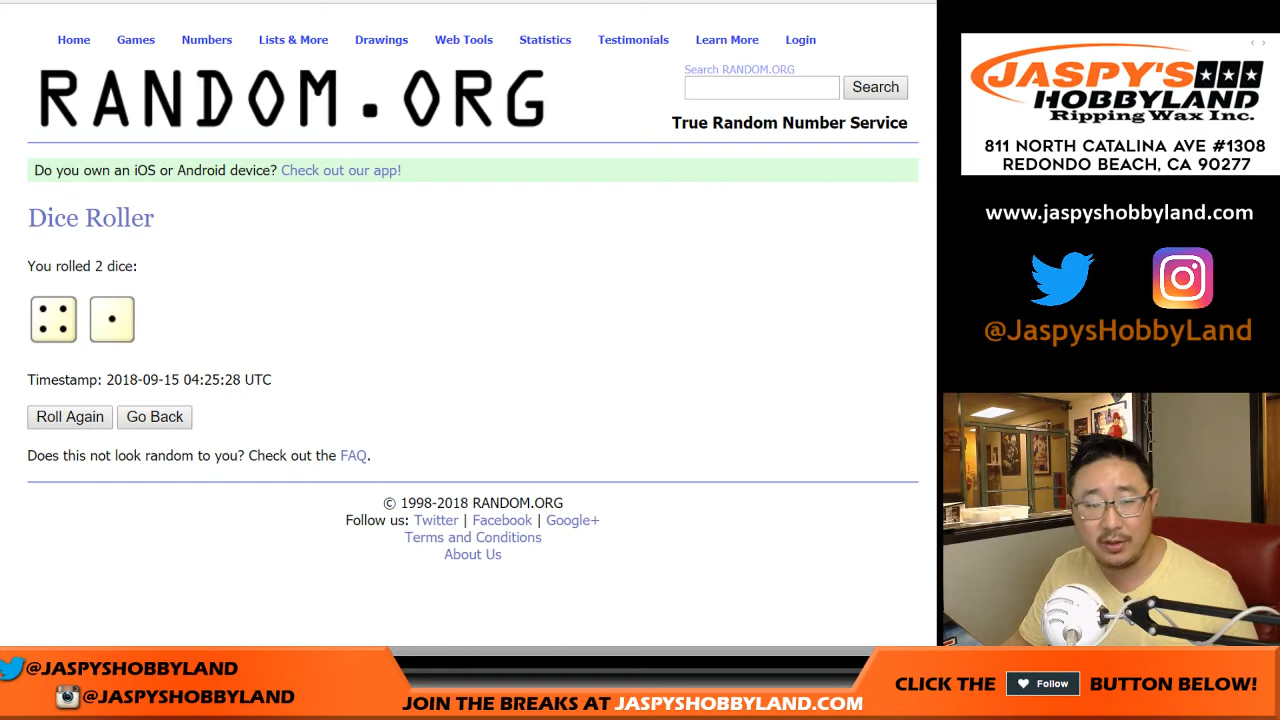 Home Games Numbers Lists & More Drawings Web Tools Statistics Testimonials Learn More Login
RANDOM.ORG
Search RANDOM.ORG
Search
True Random Number Service
Do you own an iOS or Android device? Check out our app!
Dice Roller
You rolled 2 dice:
Timestamp: 2018-09-15 04:25:28 UTC
Roll Again Go Back
Does this not look random to you? Check out the FAQ.
© 1998-2018 RANDOM.ORG
Follow us: Twitter | Facebook | Google+
Terms and Conditions
About Us
JASPY'S
HOBBYLAND
Ripping Wax Inc.
811 NORTH CATALINA AVE #1308
REDONDO BEACH, CA 90277
www.jaspyshobbyland.com
@JaspysHobbyLand
@JASPYSHOBBYLAND
@JASPYSHOBBYLAND
JOIN THE BREAKS AT JASPYSHOBBYLAND.COM
CLICK THE Follow BUTTON BELOW!